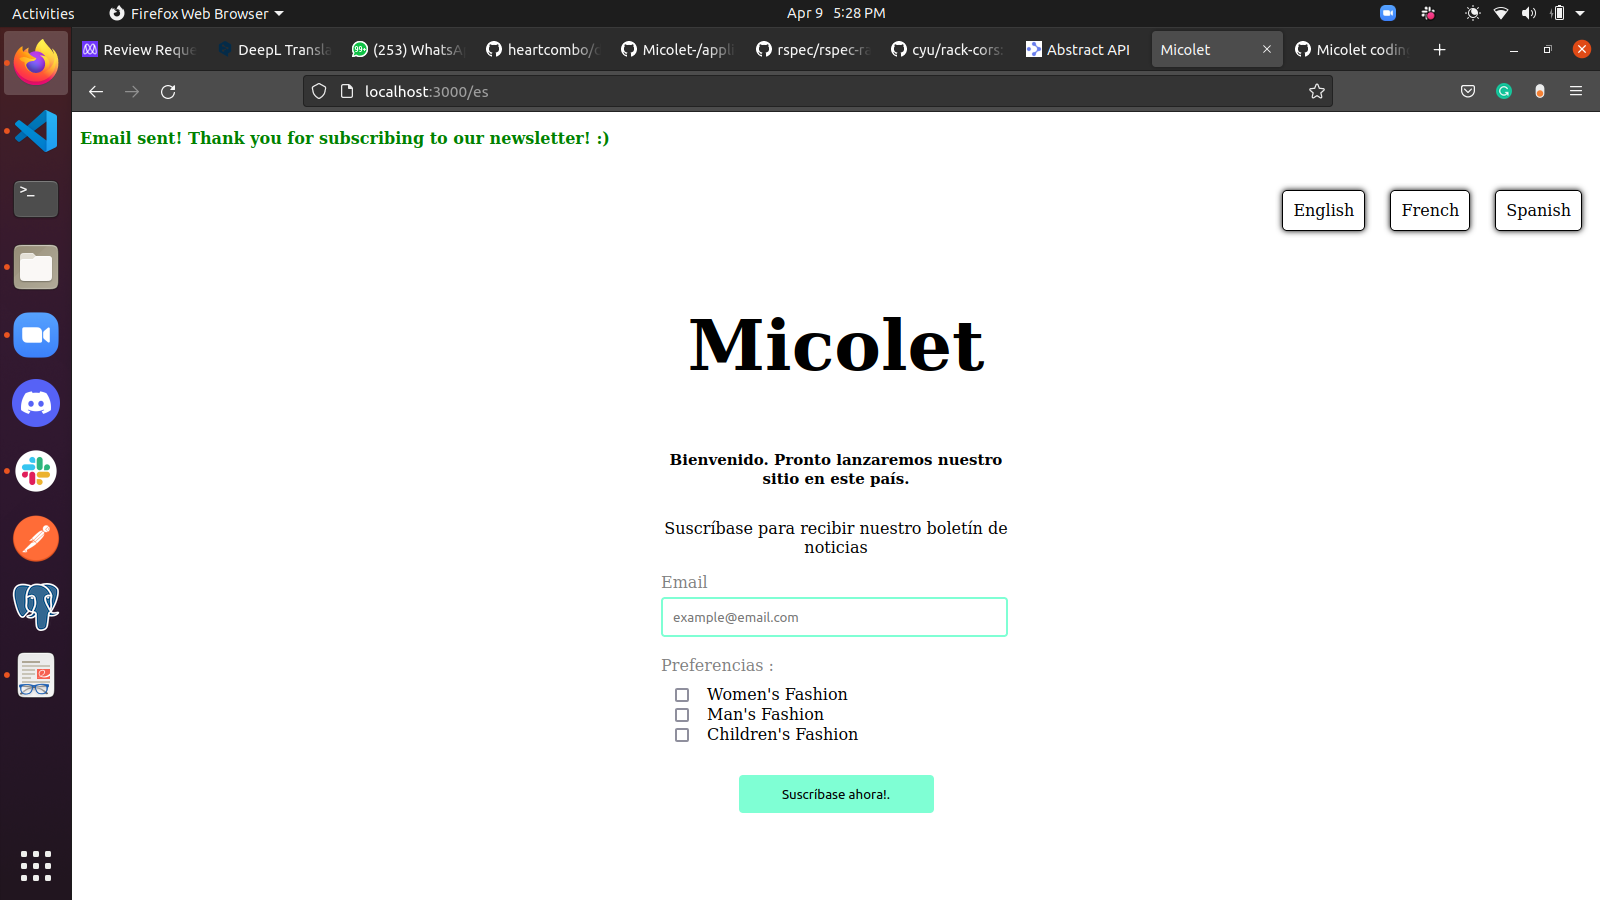 Activities Firefox Web Browser Apr 9 5:28 PM
Review Reque DeepL Transla (253) WhatsA heartcombo/ Micolet-/appli rspec/rspec-ra cyu/rack-cors: Abstract API Micolet Micolet coding
localhost:3000/es
Email sent! Thank you for subscribing to our newsletter! :)
English French Spanish
Micolet
Bienvenido. Pronto lanzaremos nuestro
sitio en este país.
Suscríbase para recibir nuestro boletín de
noticias
Email
example@email.com
Preferencias :
Women's Fashion
Man's Fashion
Children's Fashion
Suscríbase ahora!.